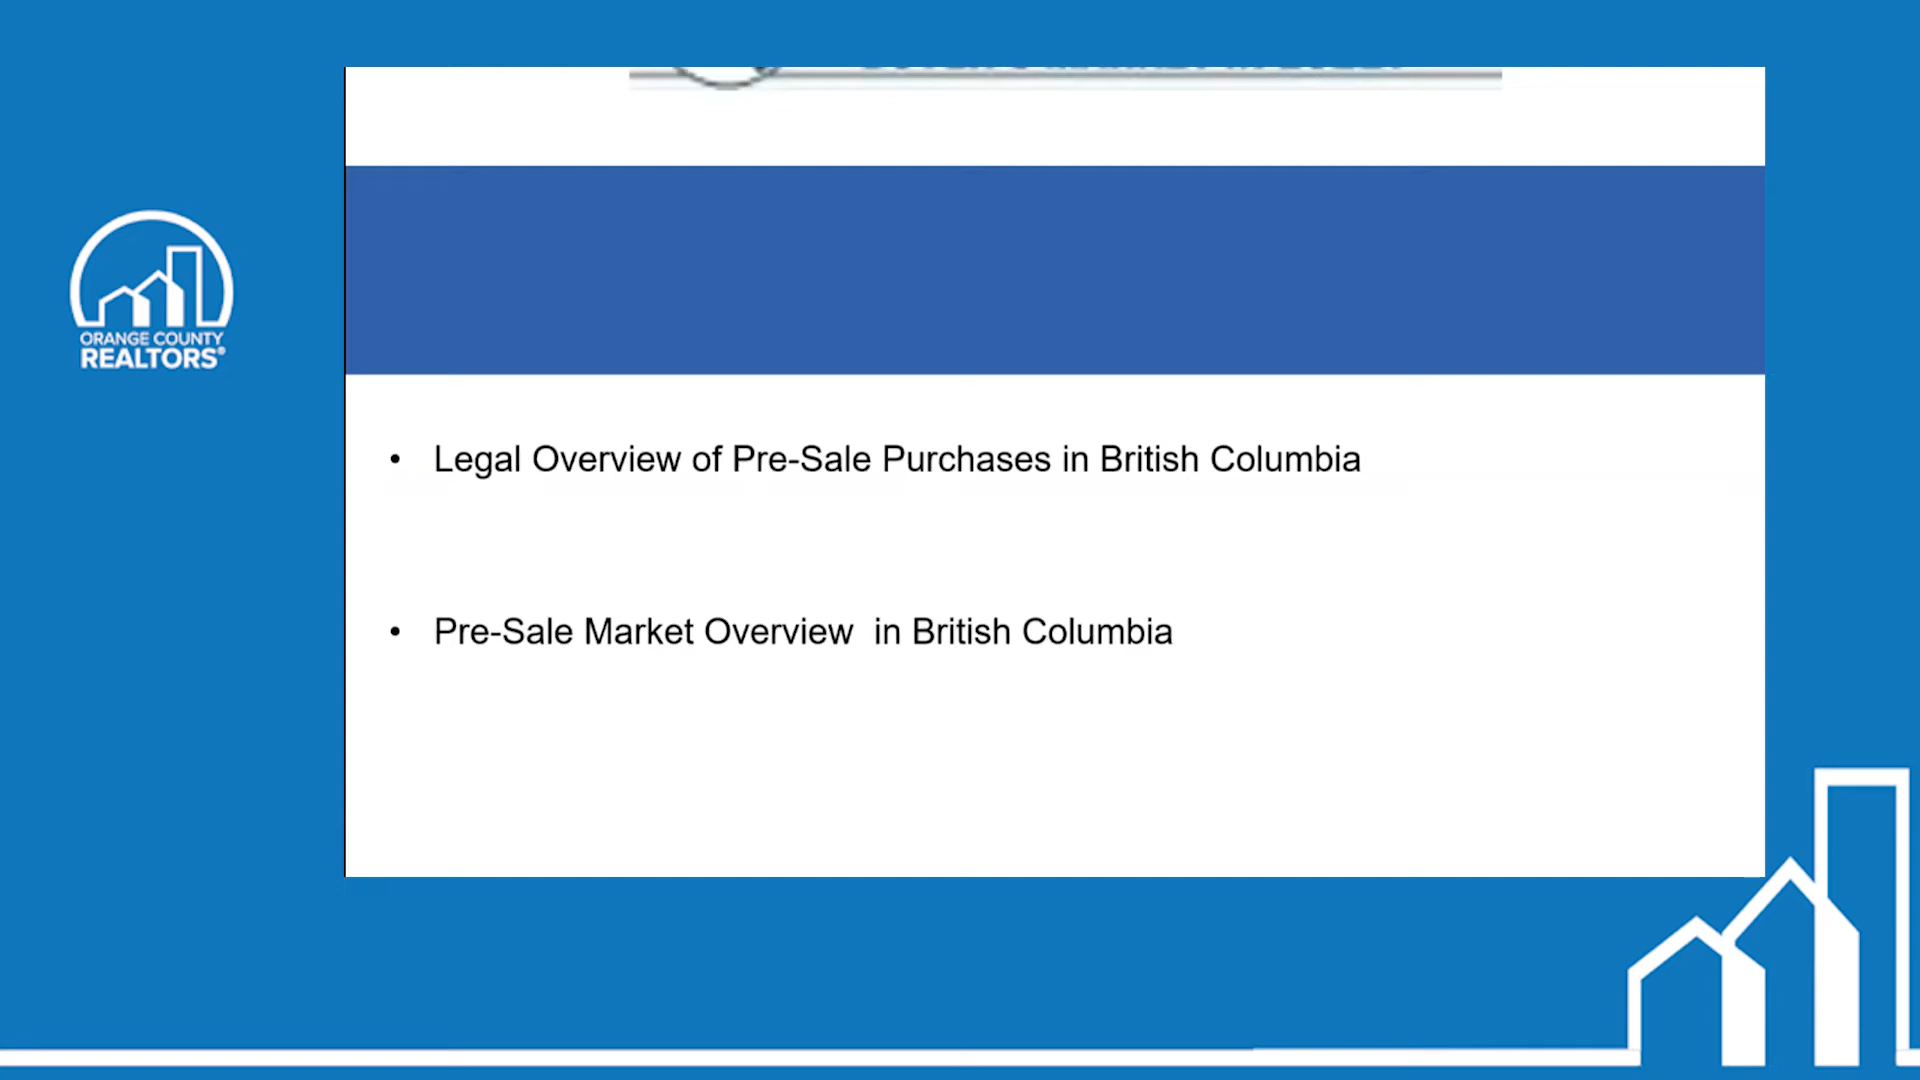 ORANGE COUNTY
REALTORS®
• Legal Overview of Pre-Sale Purchases in British Columbia
• Pre-Sale Market Overview  in British Columbia